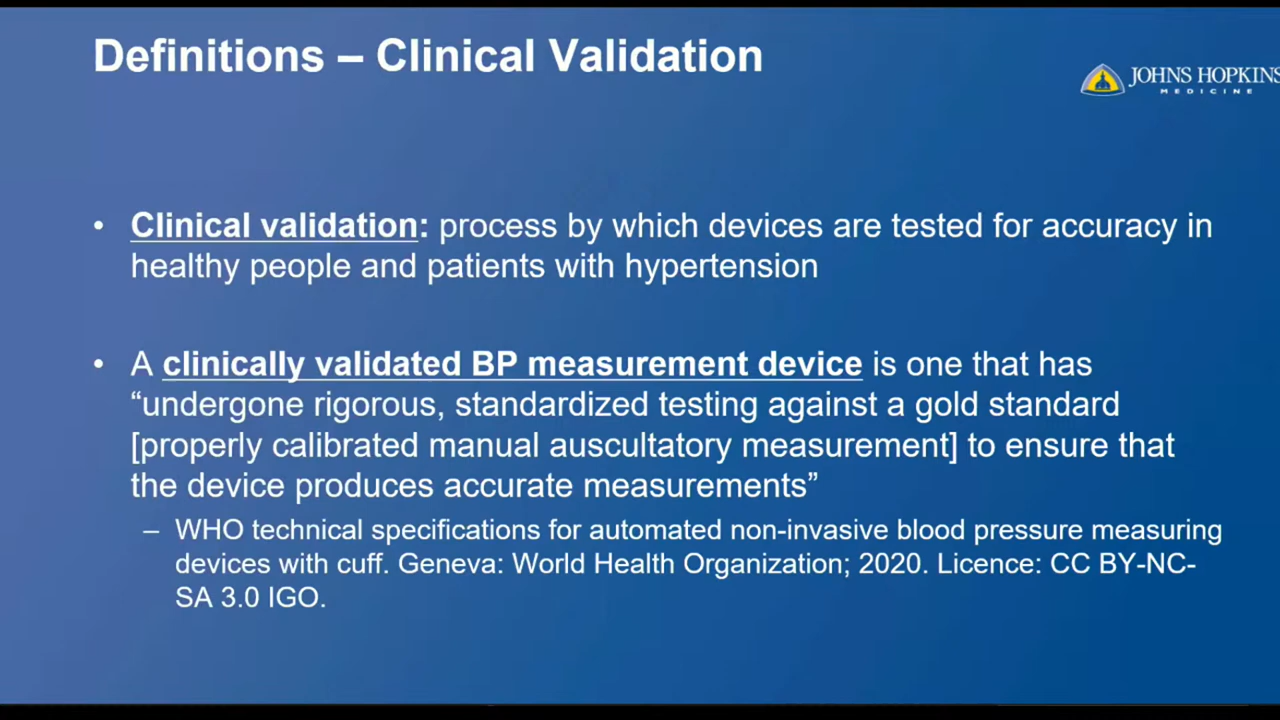 Definitions – Clinical Validation
JOHNS HOPKINS
MEDICINE
• Clinical validation: process by which devices are tested for accuracy in
healthy people and patients with hypertension
• A clinically validated BP measurement device is one that has
“undergone rigorous, standardized testing against a gold standard
[properly calibrated manual auscultatory measurement] to ensure that
the device produces accurate measurements”
– WHO technical specifications for automated non-invasive blood pressure measuring
devices with cuff. Geneva: World Health Organization; 2020. Licence: CC BY-NC-
SA 3.0 IGO.